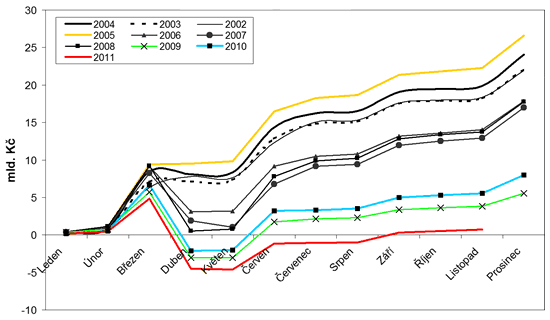 30
25
20
15
10
5
0
-5
-10
mld. Kč
2004 2003 2002
2005 2006 2007
2008 2009 2010
2011
Leden
Únor
Březen
Duben
Květen
Červen
Červenec
Srpen
Září
Říjen
Listopad
Prosinec